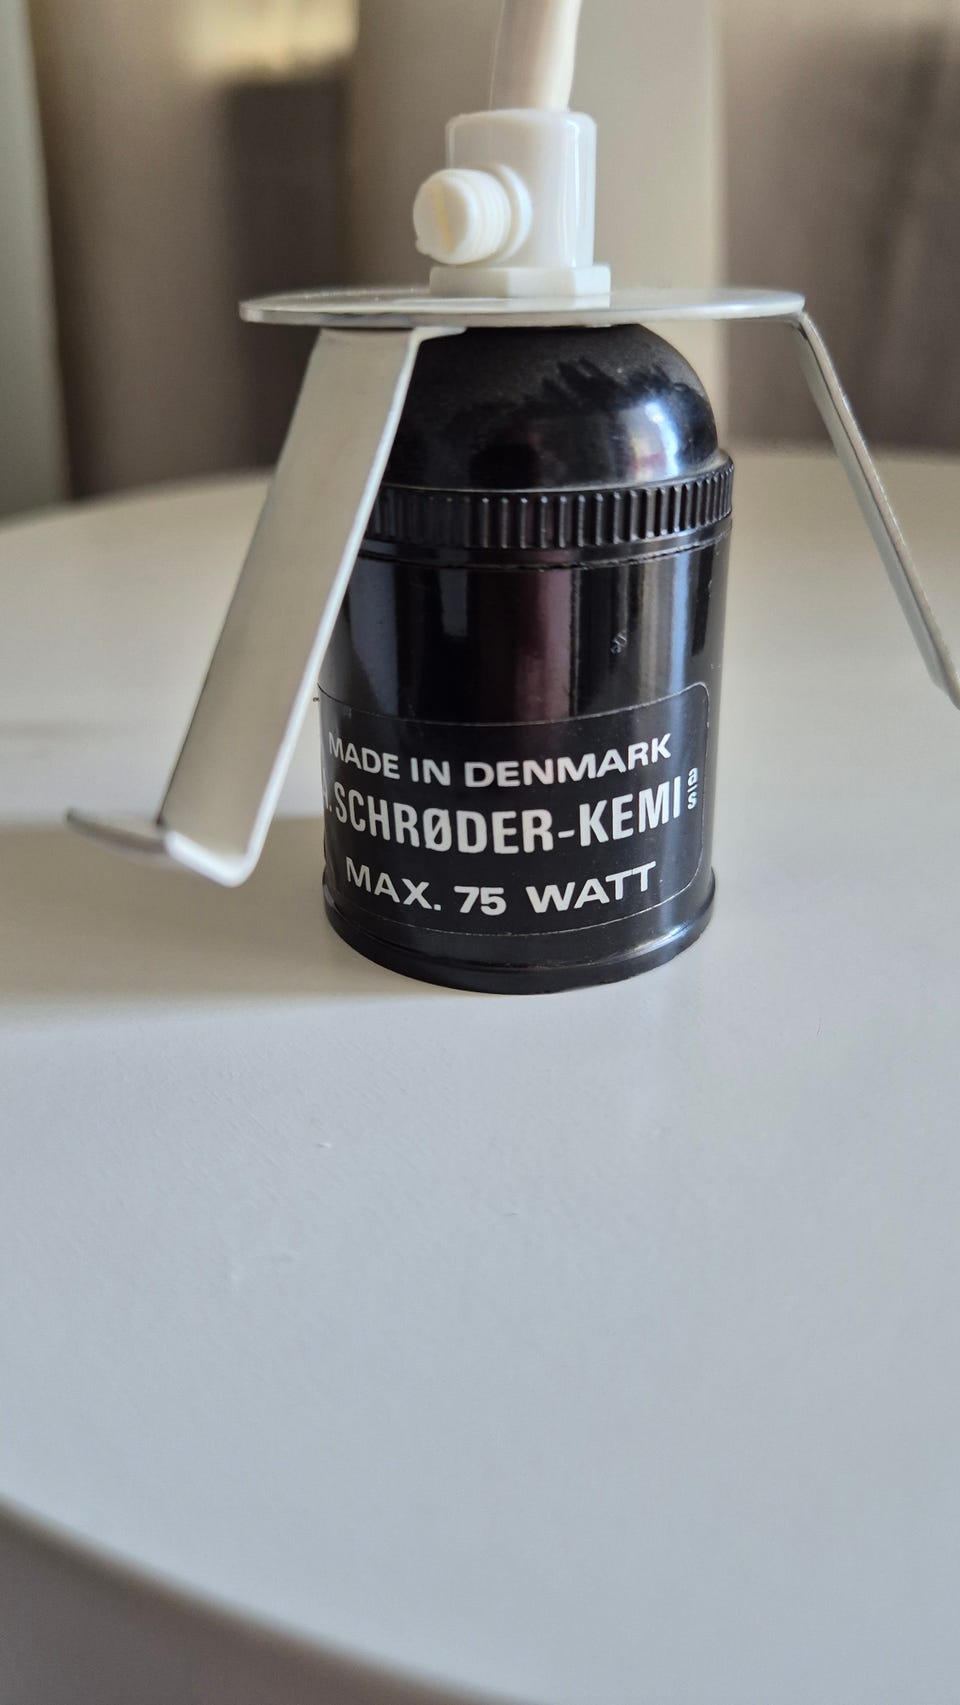 MADE IN DENMARK
A. SCHRØDER-KEMI a/s
MAX. 75 WATT